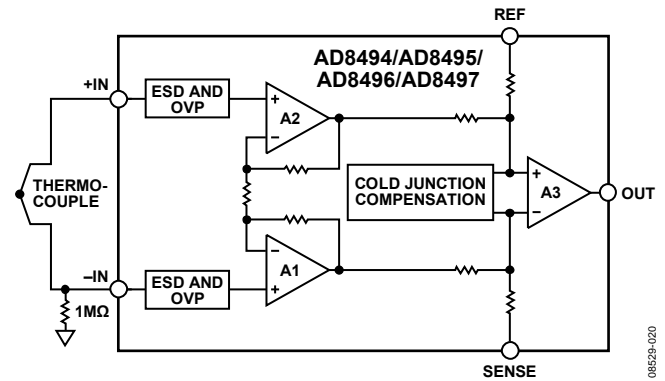 REF
AD8494/AD8495/
AD8496/AD8497
+IN
ESD AND
OVP
+
A2
–
THERMO-
COUPLE
COLD JUNCTION
COMPENSATION
+
A3
–
OUT
–
A1
+
–IN
ESD AND
OVP
1MΩ
SENSE
08529-020